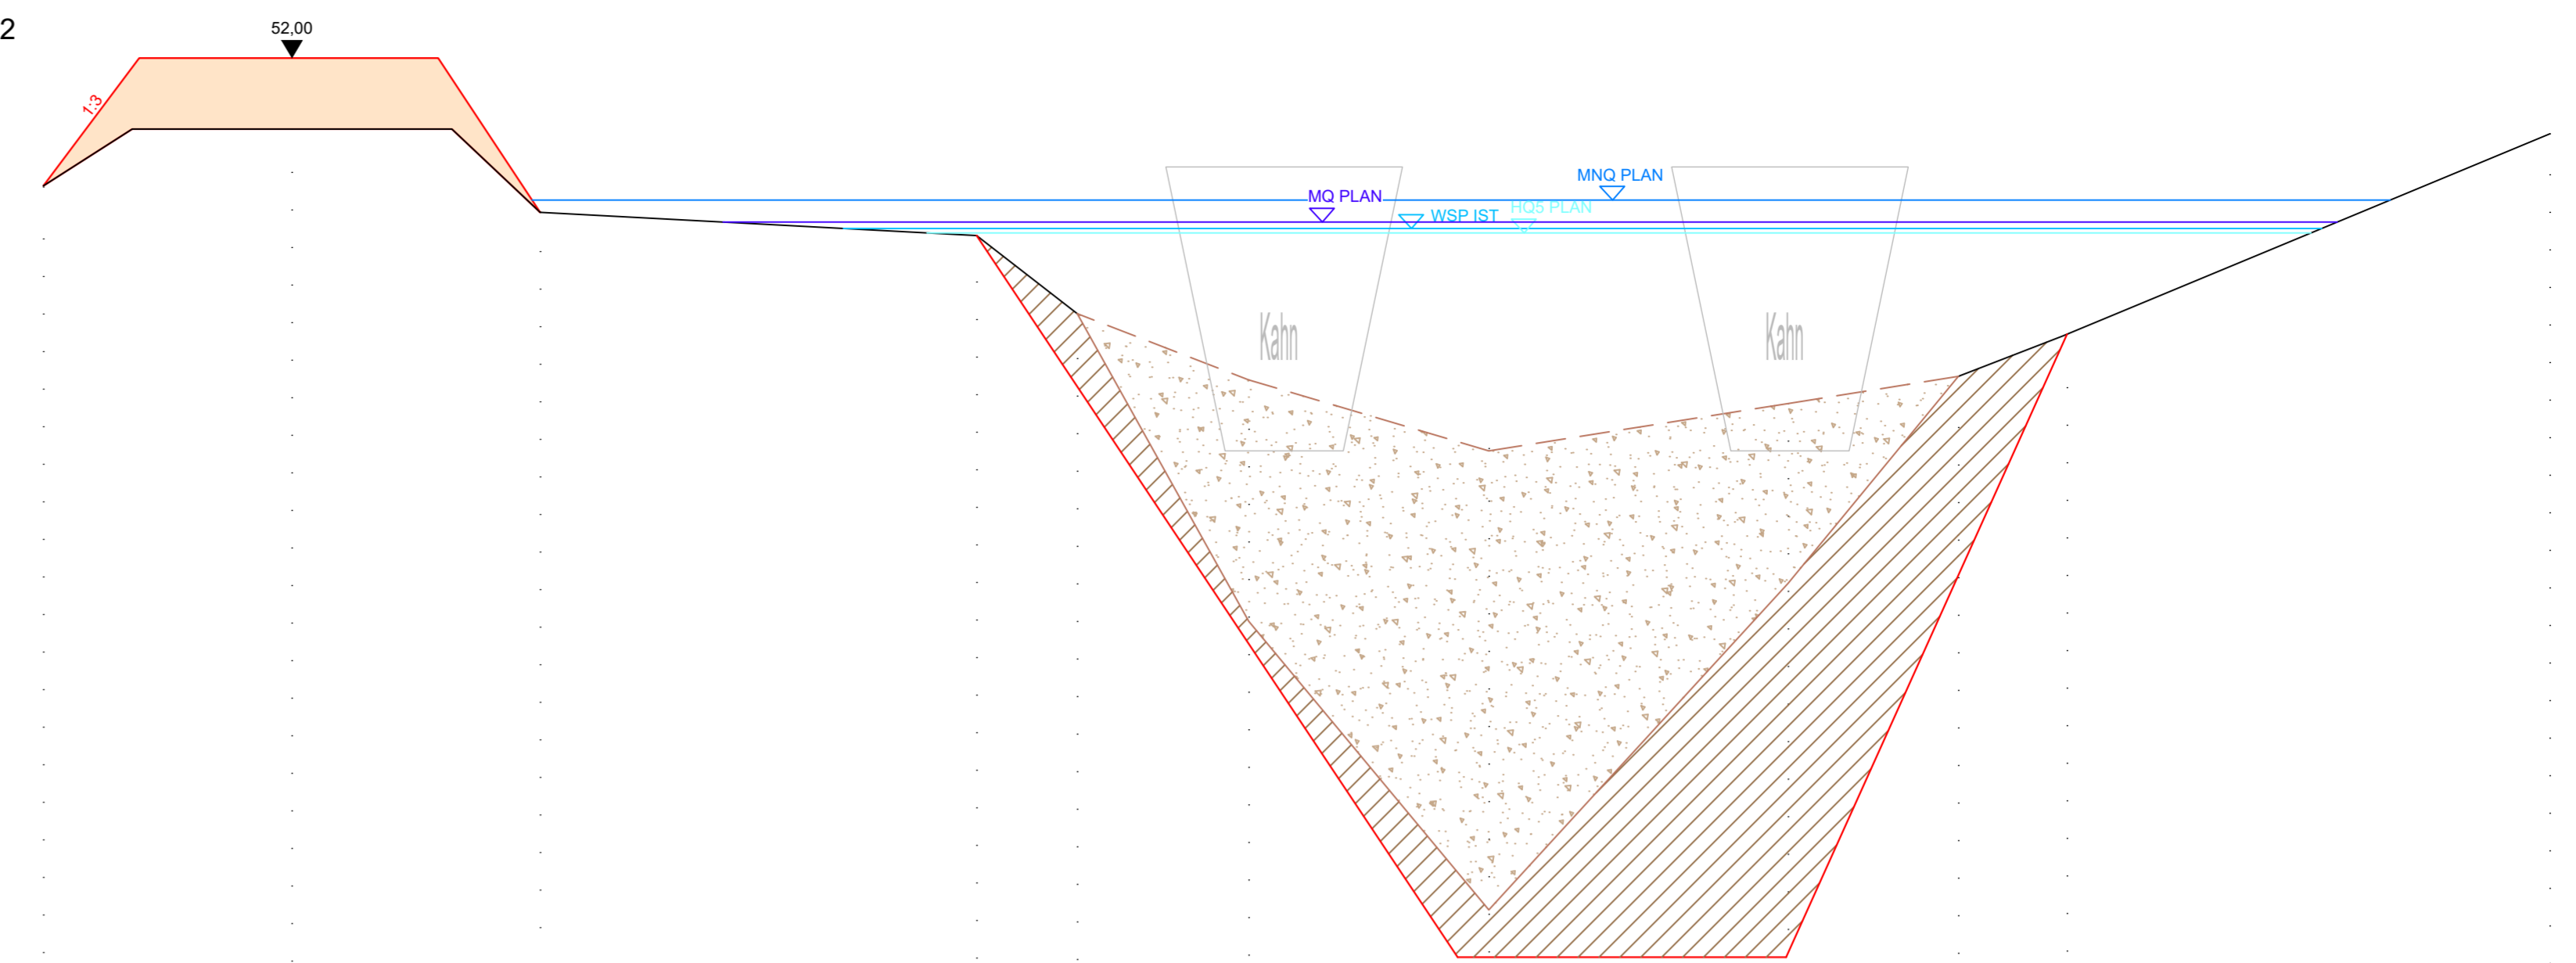 2
52,00
1:3
MNQ PLAN
MQ PLAN
WSP IST
HQ5 PLAN
Kahn
Kahn